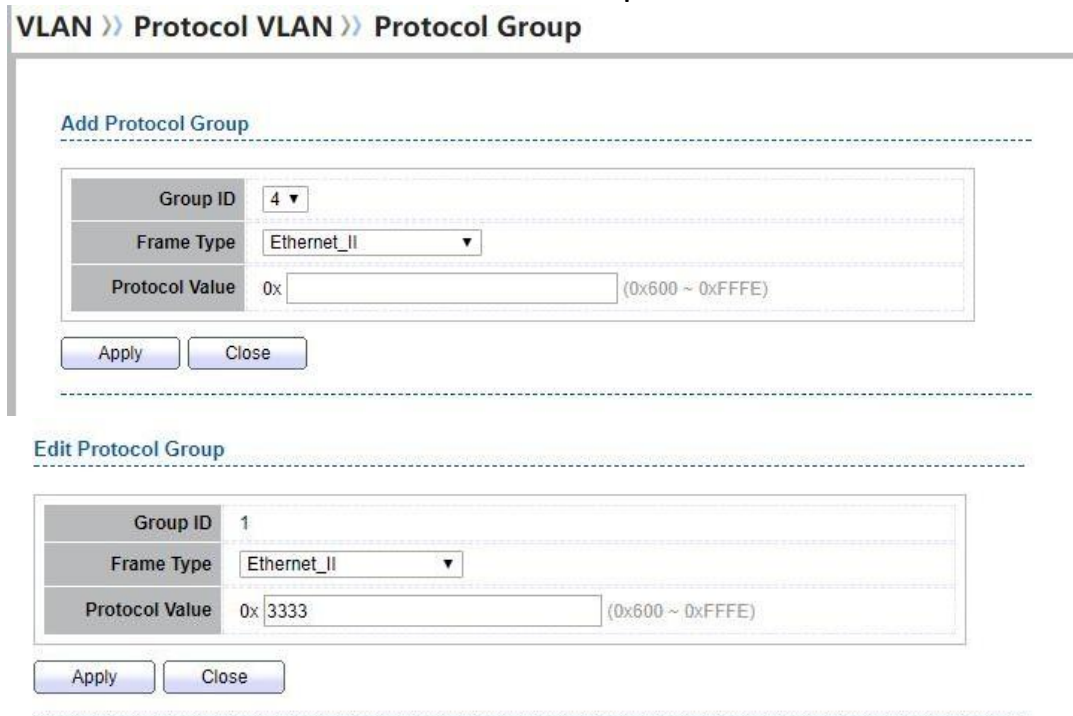 VLAN 》 Protocol VLAN 》 Protocol Group
Add Protocol Group
Group ID 4 ▼
Frame Type Ethernet_II ▼
Protocol Value 0x (0x600 ~ 0xFFFE)
Apply Close
Edit Protocol Group
Group ID 1
Frame Type Ethernet_II ▼
Protocol Value 0x 3333 (0x600 ~ 0xFFFE)
Apply Close